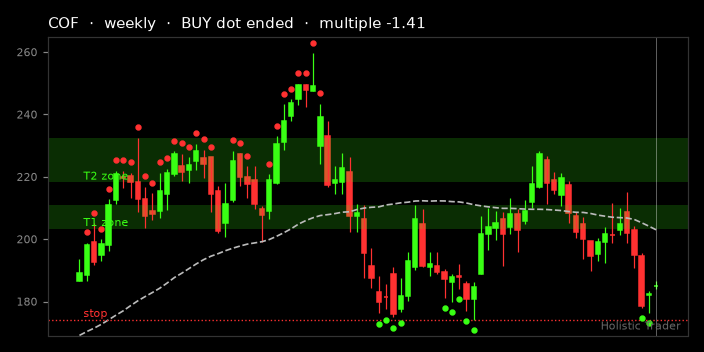 COF · weekly · BUY dot ended · multiple -1.41
260
240
T2 zone
220
T1 zone
200
stop
180
Holistic Trader